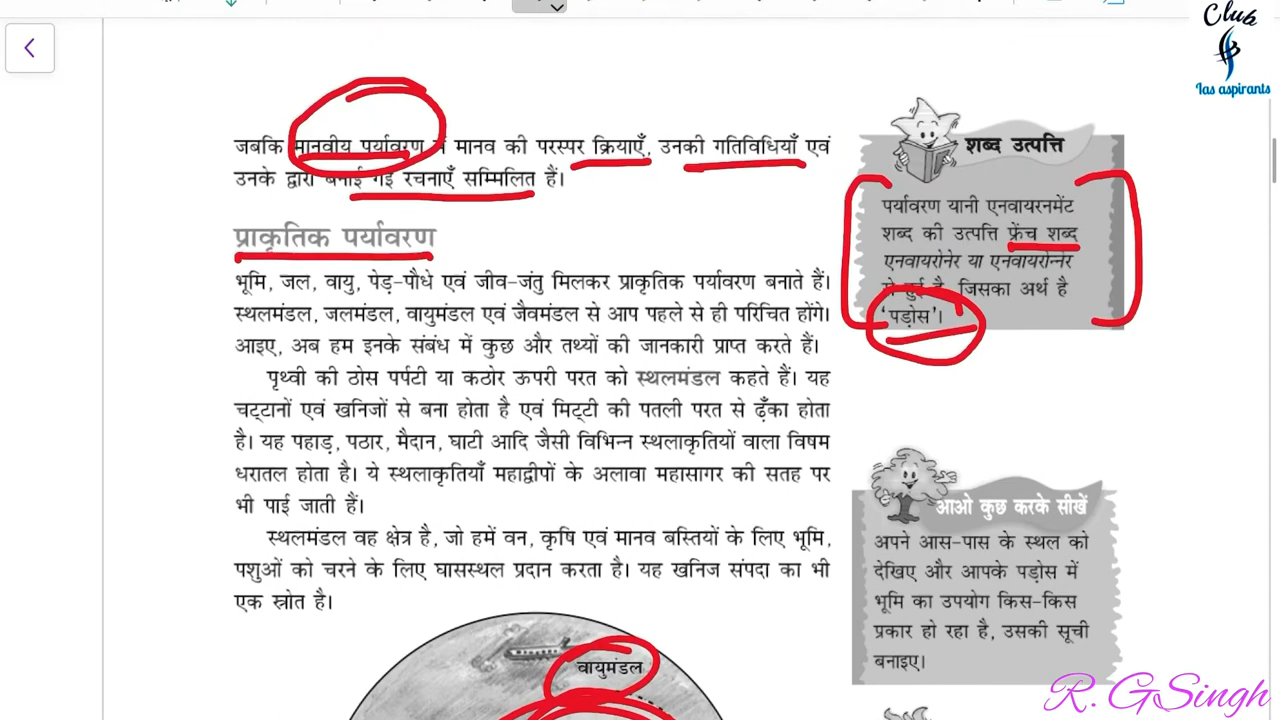 Club
Ias aspirants
जबकि मानवीय पर्यावरण में मानव की परस्पर क्रियाएँ, उनकी गतिविधियाँ एवं
उनके द्वारा बनाई गई रचनाएँ सम्मिलित हैं।
प्राकृतिक पर्यावरण
भूमि, जल, वायु, पेड़-पौधे एवं जीव-जंतु मिलकर प्राकृतिक पर्यावरण बनाते हैं।
स्थलमंडल, जलमंडल, वायुमंडल एवं जैवमंडल से आप पहले से ही परिचित होंगे।
आइए, अब हम इनके संबंध में कुछ और तथ्यों की जानकारी प्राप्त करते हैं।
पृथ्वी की ठोस पर्पटी या कठोर ऊपरी परत को स्थलमंडल कहते हैं। यह
चट्टानों एवं खनिजों से बना होता है एवं मिट्टी की पतली परत से ढँका होता
है। यह पहाड़, पठार, मैदान, घाटी आदि जैसी विभिन्न स्थलाकृतियों वाला विषम
धरातल होता है। ये स्थलाकृतियाँ महाद्वीपों के अलावा महासागर की सतह पर
भी पाई जाती हैं।
स्थलमंडल वह क्षेत्र है, जो हमें वन, कृषि एवं मानव बस्तियों के लिए भूमि,
पशुओं को चरने के लिए घासस्थल प्रदान करता है। यह खनिज संपदा का भी
एक स्रोत है।
वायुमंडल
शब्द उत्पत्ति
पर्यावरण यानी एनवायरनमेंट
शब्द की उत्पत्ति फ्रेंच शब्द
एनवायरोनेर या एनवायरोन्नेर
से हुई है, जिसका अर्थ है
'पड़ोस'।
आओ कुछ करके सीखें
अपने आस-पास के स्थल को
देखिए और आपके पड़ोस में
भूमि का उपयोग किस-किस
प्रकार हो रहा है, उसकी सूची
बनाइए।
R. GSingh